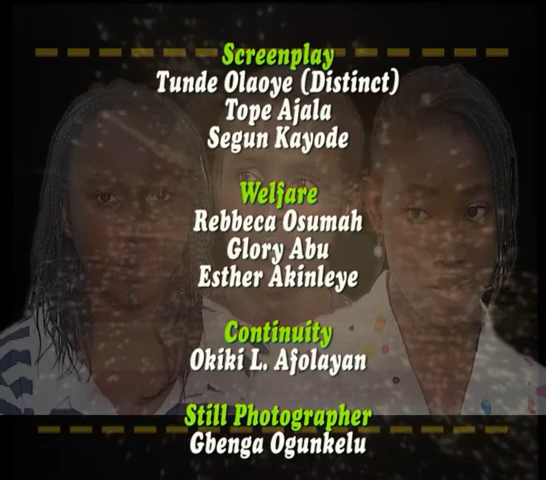 Screenplay
Tunde Olaoye (Distinct)
Tope Ajala
Segun Kayode
Welfare
Rebbeca Osumah
Glory Abu
Esther Akinleye
Continuity
Okiki L. Afolayan
Still Photographer
Gbenga Ogunkelu